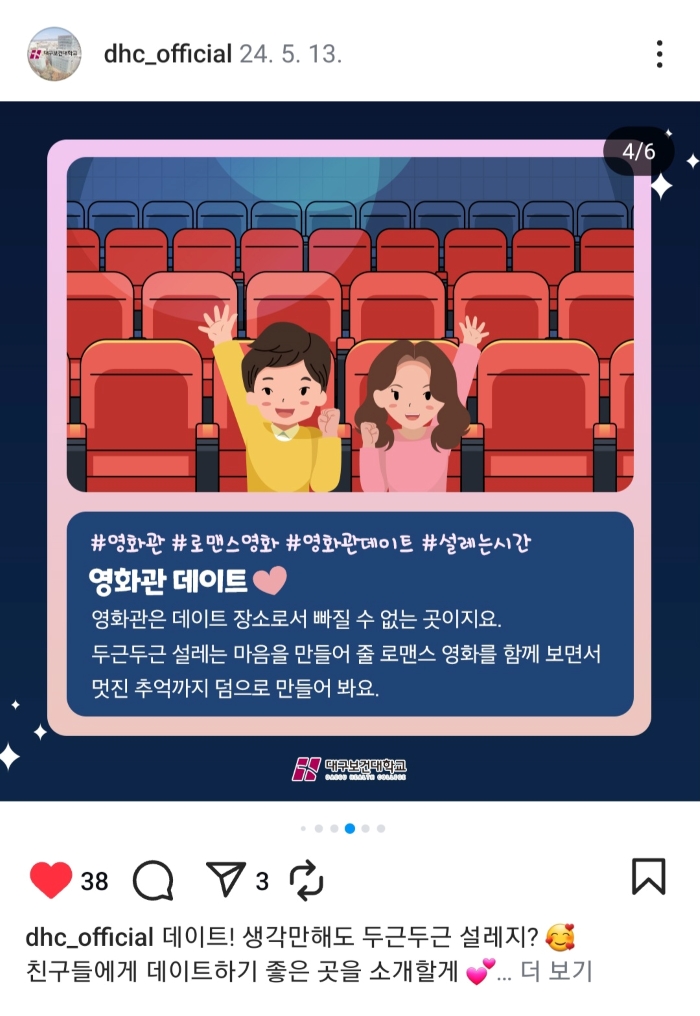 대구보건대학교
dhc_official 24. 5. 13.
4/6
#영화관 #로맨스영화 #영화관데이트 #설레는시간
영화관 데이트
영화관은 데이트 장소로서 빠질 수 없는 곳이지요.
두근두근 설레는 마음을 만들어 줄 로맨스 영화를 함께 보면서
멋진 추억까지 덤으로 만들어 봐요.
대구보건대학교
DAEGU HEALTH COLLEGE
38 3
dhc_official 데이트! 생각만해도 두근두근 설레지? 🥰
친구들에게 데이트하기 좋은 곳을 소개할게 💕... 더 보기